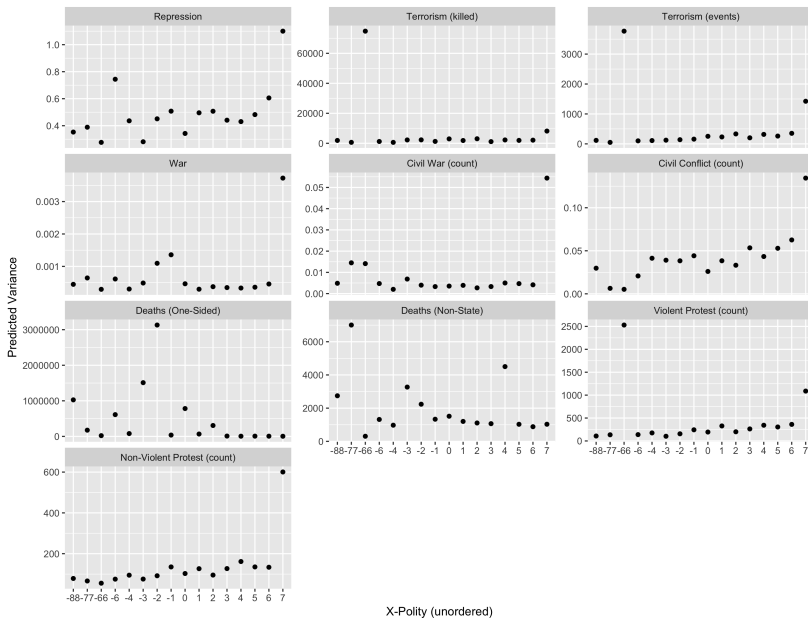 Repression
Terrorism (killed)
Terrorism (events)
1.0
0.8
0.6
0.4
60000
40000
20000
0
3000
2000
1000
0
War
Civil War (count)
Civil Conflict (count)
0.003
0.002
0.001
0.05
0.04
0.03
0.02
0.01
0.00
0.10
0.05
0.00
Predicted Variance
Deaths (One-Sided)
Deaths (Non-State)
Violent Protest (count)
3000000
2000000
1000000
0
6000
4000
2000
0
2500
2000
1500
1000
500
0
-88 -77 -66 -6 -4 -3 -2 -1 0 1 2 3 4 5 6 7
-88 -77 -66 -6 -4 -3 -2 -1 0 1 2 3 4 5 6 7
Non-Violent Protest (count)
600
400
200
-88 -77 -66 -6 -4 -3 -2 -1 0 1 2 3 4 5 6 7
X-Polity (unordered)